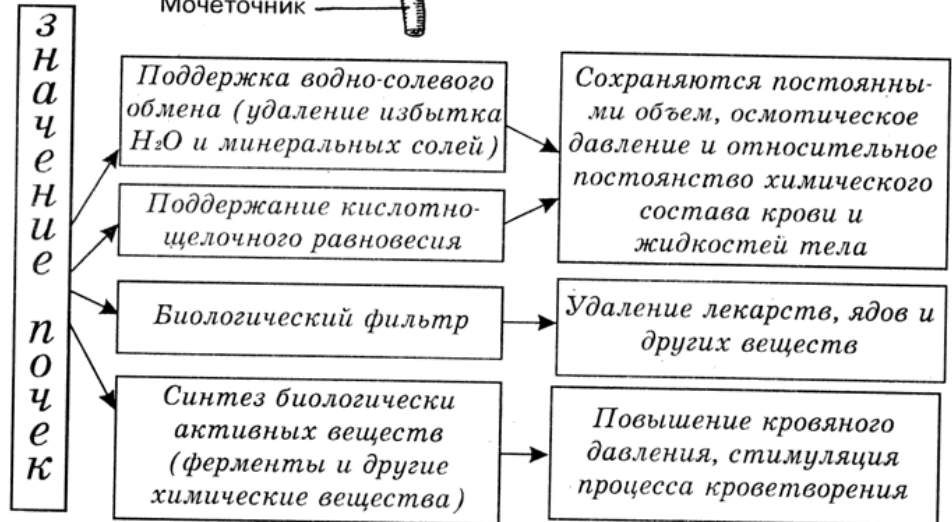 Мочеточник
значение почек
Поддержка водно-солевого
обмена (удаление избытка
H₂O и минеральных солей)
Сохраняются постоянны-
ми объем, осмотическое
давление и относительное
постоянство химического
состава крови и
жидкостей тела
Поддержание кислотно-
щелочного равновесия
Биологический фильтр
Удаление лекарств, ядов и
других веществ
Синтез биологически
активных веществ
(ферменты и другие
химические вещества)
Повышение кровяного
давления, стимуляция
процесса кроветворения